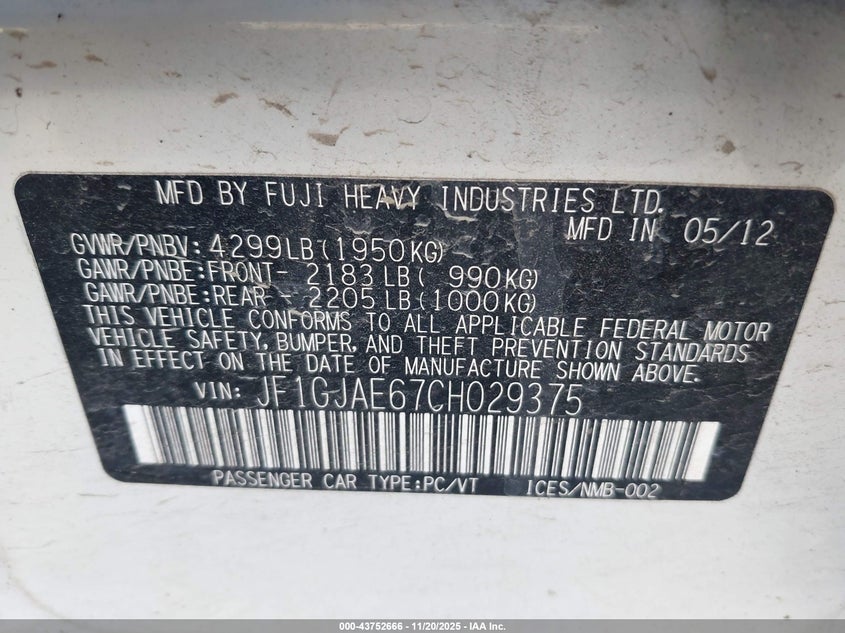 MFD BY FUJI HEAVY INDUSTRIES LTD.
MFD IN 05/12
GVWR/PNBV: 4299LB(1950KG)
GAWR/PNBE:FRONT- 2183LB( 990KG)
GAWR/PNBE:REAR - 2205LB(1000KG)
THIS VEHICLE CONFORMS TO ALL APPLICABLE FEDERAL MOTOR
VEHICLE SAFETY, BUMPER, AND THEFT PREVENTION STANDARDS
IN EFFECT ON THE DATE OF MANUFACTURE SHOWN ABOVE.
VIN: JF1GJAE67CH029375
PASSENGER CAR TYPE:PC/VT ICES/NMB-002
000-43752666 - 11/20/2025 - IAA Inc.